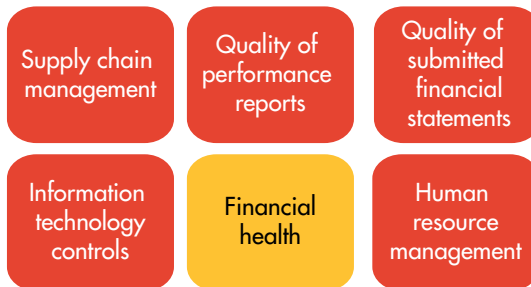 Supply chain
management
Quality of
performance
reports
Quality of
submitted
financial
statements
Information
technology
controls
Financial
health
Human
resource
management